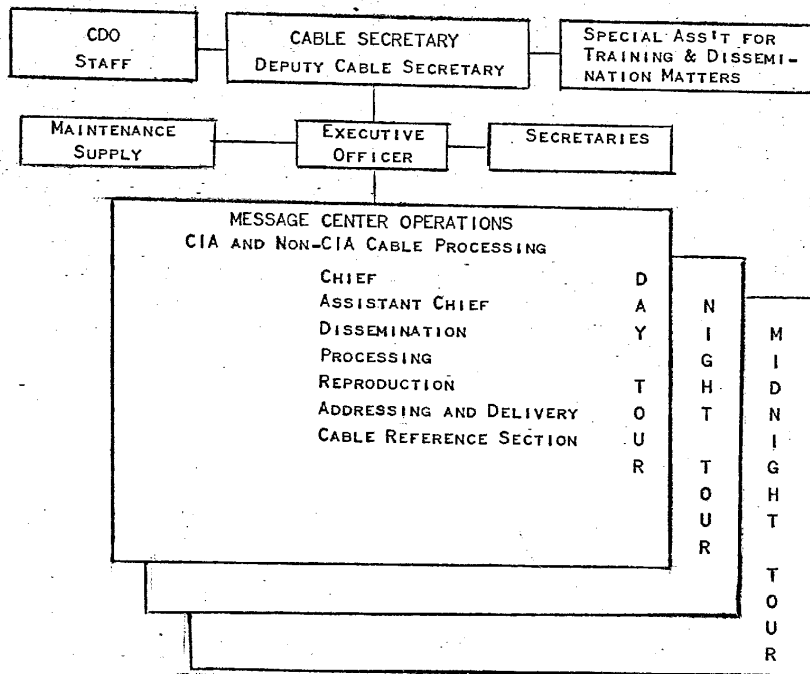 CDO
STAFF
CABLE SECRETARY
DEPUTY CABLE SECRETARY
SPECIAL ASS'T FOR
TRAINING & DISSEMI-
NATION MATTERS
MAINTENANCE
SUPPLY
EXECUTIVE
OFFICER
SECRETARIES
MESSAGE CENTER OPERATIONS
CIA AND NON-CIA CABLE PROCESSING
CHIEF
ASSISTANT CHIEF
DISSEMINATION
PROCESSING
REPRODUCTION
ADDRESSING AND DELIVERY
CABLE REFERENCE SECTION
DAY TOUR
NIGHT TOUR
MIDNIGHT TOUR